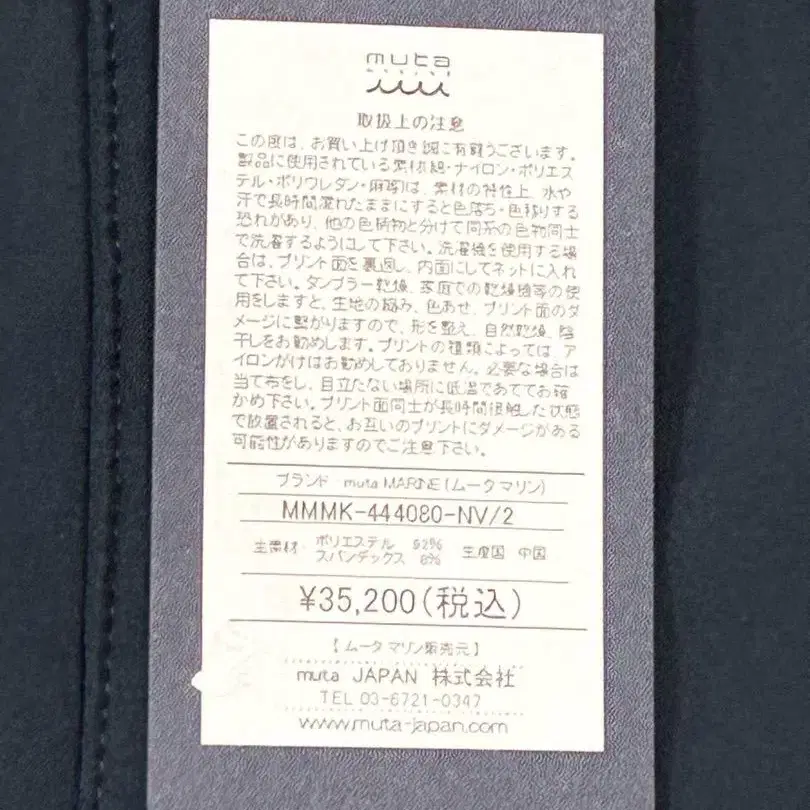 muta
MARINE
取扱上の注意
この度は、お買い上げ頂き誠に有難うございます。
製品に使用されている素材(綿・ナイロン・ポリエス
テル・ポリウレタン・麻等)は、素材の特性上、水や
汗で長時間濡れたままにすると色落ち・色移りする
恐れがあり、他の色柄物と分けて同系の色物同士
で洗濯するようにして下さい。洗濯機を使用する場
合は、プリント面を裏返し、内面にしてネットに入れ
て下さい。タンブラー乾燥、家庭での乾燥機等の使
用をしますと、生地の縮み、色あせ、プリント面のダ
メージに繋がりますので、形を整え、自然乾燥、陰
干しをお勧めします。プリントの種類によっては、ア
イロンがけはお勧めしておりません。必要な場合は
当て布をし、目立たない場所に低温であててお確
かめ下さい。プリント面同士が長時間接触した状態
で放置されると、お互いのプリントにダメージがある
可能性がありますのでご注意下さい。
ブランド muta MARINE(ムータ マリン)
MMMK-444080-NV/2
主素材: ポリエステル 92% 生産国 中国
スパンデックス 8%
¥35,200(税込)
【ムータ マリン販売元】
muta JAPAN 株式会社
TEL 03-6721-0347
www.muta-japan.com